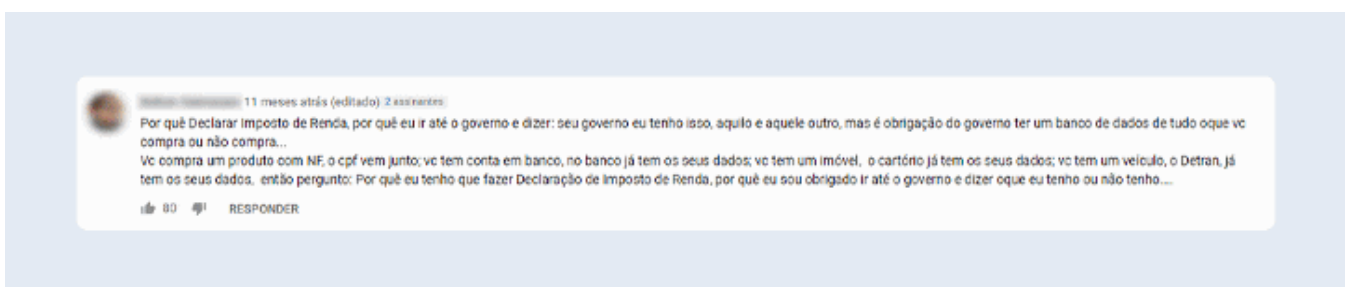 11 meses atrás (editado) 2 assinantes
Por quê Declarar Imposto de Renda, por quê eu ir até o governo e dizer: seu governo eu tenho isso, aquilo e aquele outro, mas é obrigação do governo ter um banco de dados de tudo oque vc
compra ou não compra...
Vc compra um produto com NF, o cpf vem junto; vc tem conta em banco, no banco já tem os seus dados; vc tem um imóvel, o cartório já tem os seus dados; vc tem um veículo, o Detran, já
tem os seus dados, então pergunto: Por quê eu tenho que fazer Declaração de Imposto de Renda, por quê eu sou obrigado ir até o governo e dizer oque eu tenho ou não tenho....
80 RESPONDER